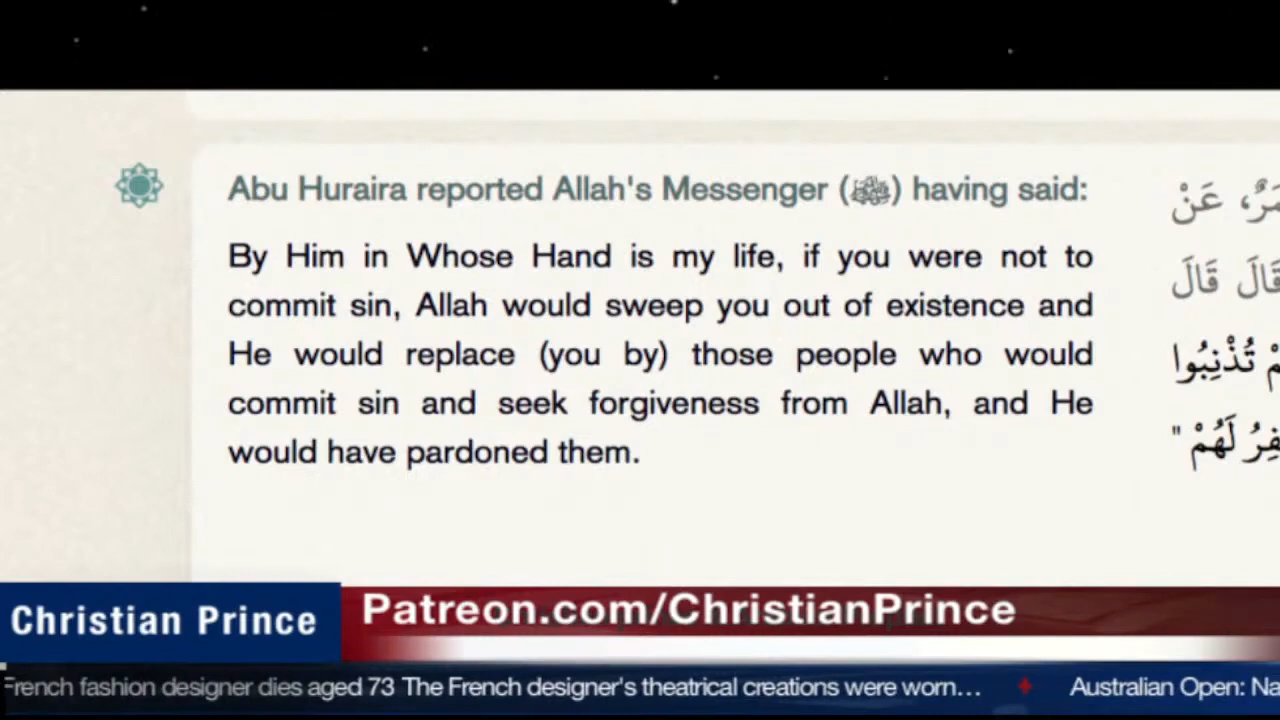 Abu Huraira reported Allah's Messenger (ﷺ) having said:
By Him in Whose Hand is my life, if you were not to
commit sin, Allah would sweep you out of existence and
He would replace (you by) those people who would
commit sin and seek forgiveness from Allah, and He
would have pardoned them.
عَنْ
قَالَ قَالَ
تُذْنِبُوا
لَهُمْ "
Christian Prince
Patreon.com/ChristianPrince
French fashion designer dies aged 73 The French designer's theatrical creations were worn… Australian Open: Na